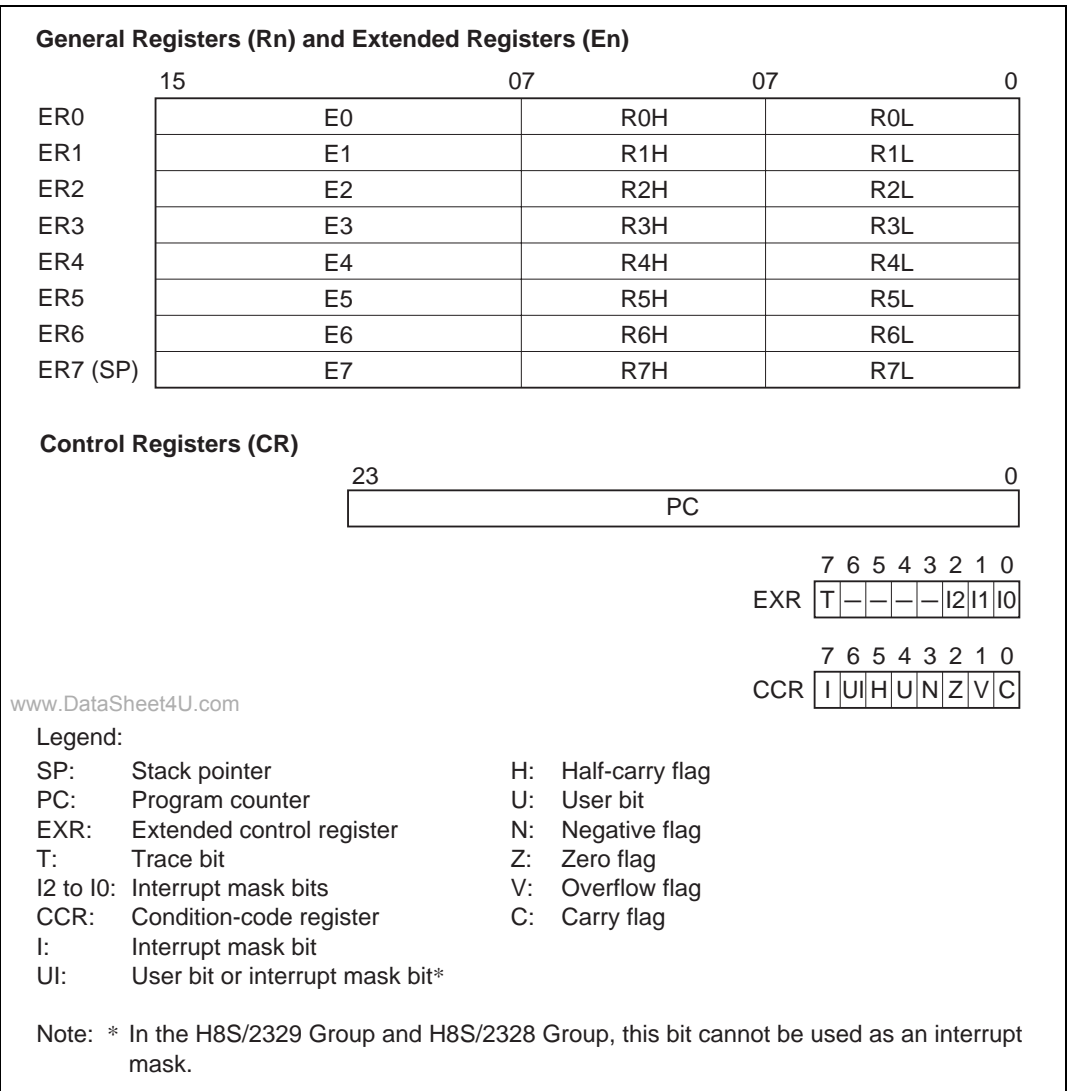 General Registers (Rn) and Extended Registers (En)
15 07 07 0
ER0 E0 R0H R0L
ER1 E1 R1H R1L
ER2 E2 R2H R2L
ER3 E3 R3H R3L
ER4 E4 R4H R4L
ER5 E5 R5H R5L
ER6 E6 R6H R6L
ER7 (SP) E7 R7H R7L
Control Registers (CR)
23 0
PC
7 6 5 4 3 2 1 0
EXR T — — — — I2 I1 I0
7 6 5 4 3 2 1 0
CCR I UI H U N Z V C
www.DataSheet4U.com
Legend:
SP: Stack pointer
PC: Program counter
EXR: Extended control register
T: Trace bit
I2 to I0: Interrupt mask bits
CCR: Condition-code register
I: Interrupt mask bit
UI: User bit or interrupt mask bit*
H: Half-carry flag
U: User bit
N: Negative flag
Z: Zero flag
V: Overflow flag
C: Carry flag
Note: * In the H8S/2329 Group and H8S/2328 Group, this bit cannot be used as an interrupt
mask.